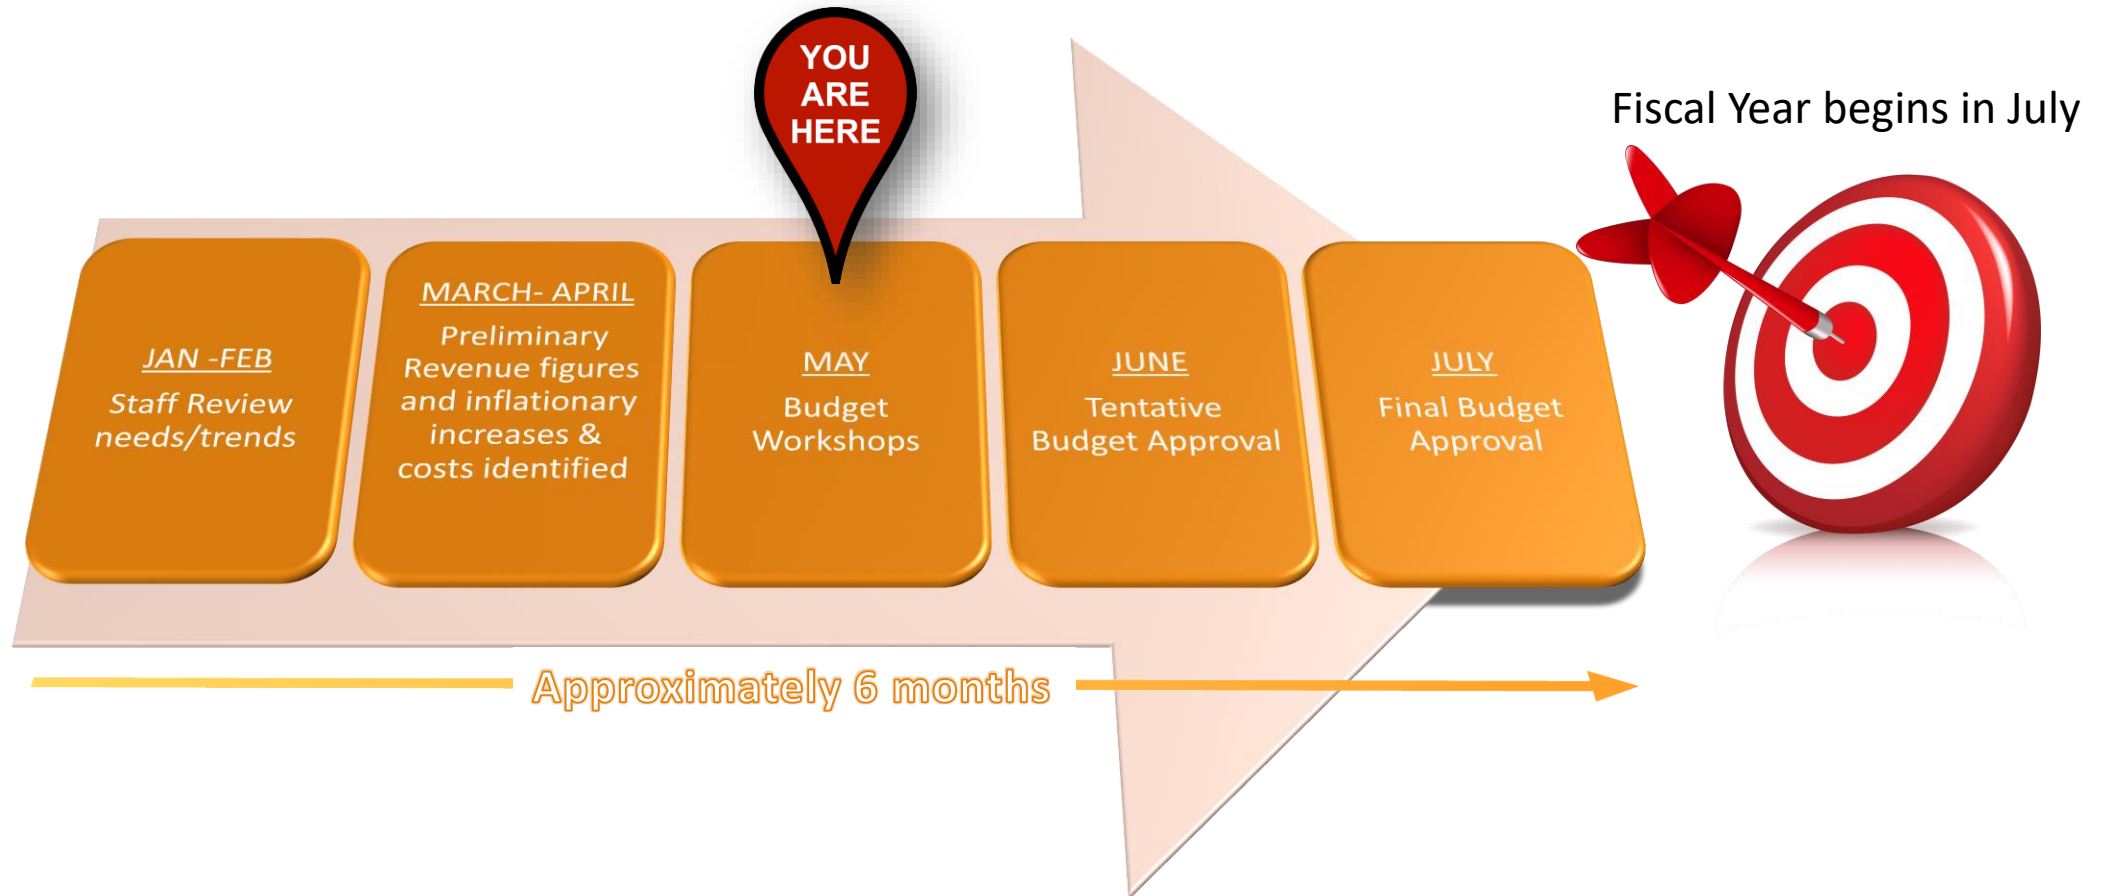 YOU
ARE
HERE
Fiscal Year begins in July
JAN -FEB
Staff Review
needs/trends
MARCH- APRIL
Preliminary
Revenue figures
and inflationary
increases &
costs identified
MAY
Budget
Workshops
JUNE
Tentative
Budget Approval
JULY
Final Budget
Approval
Approximately 6 months